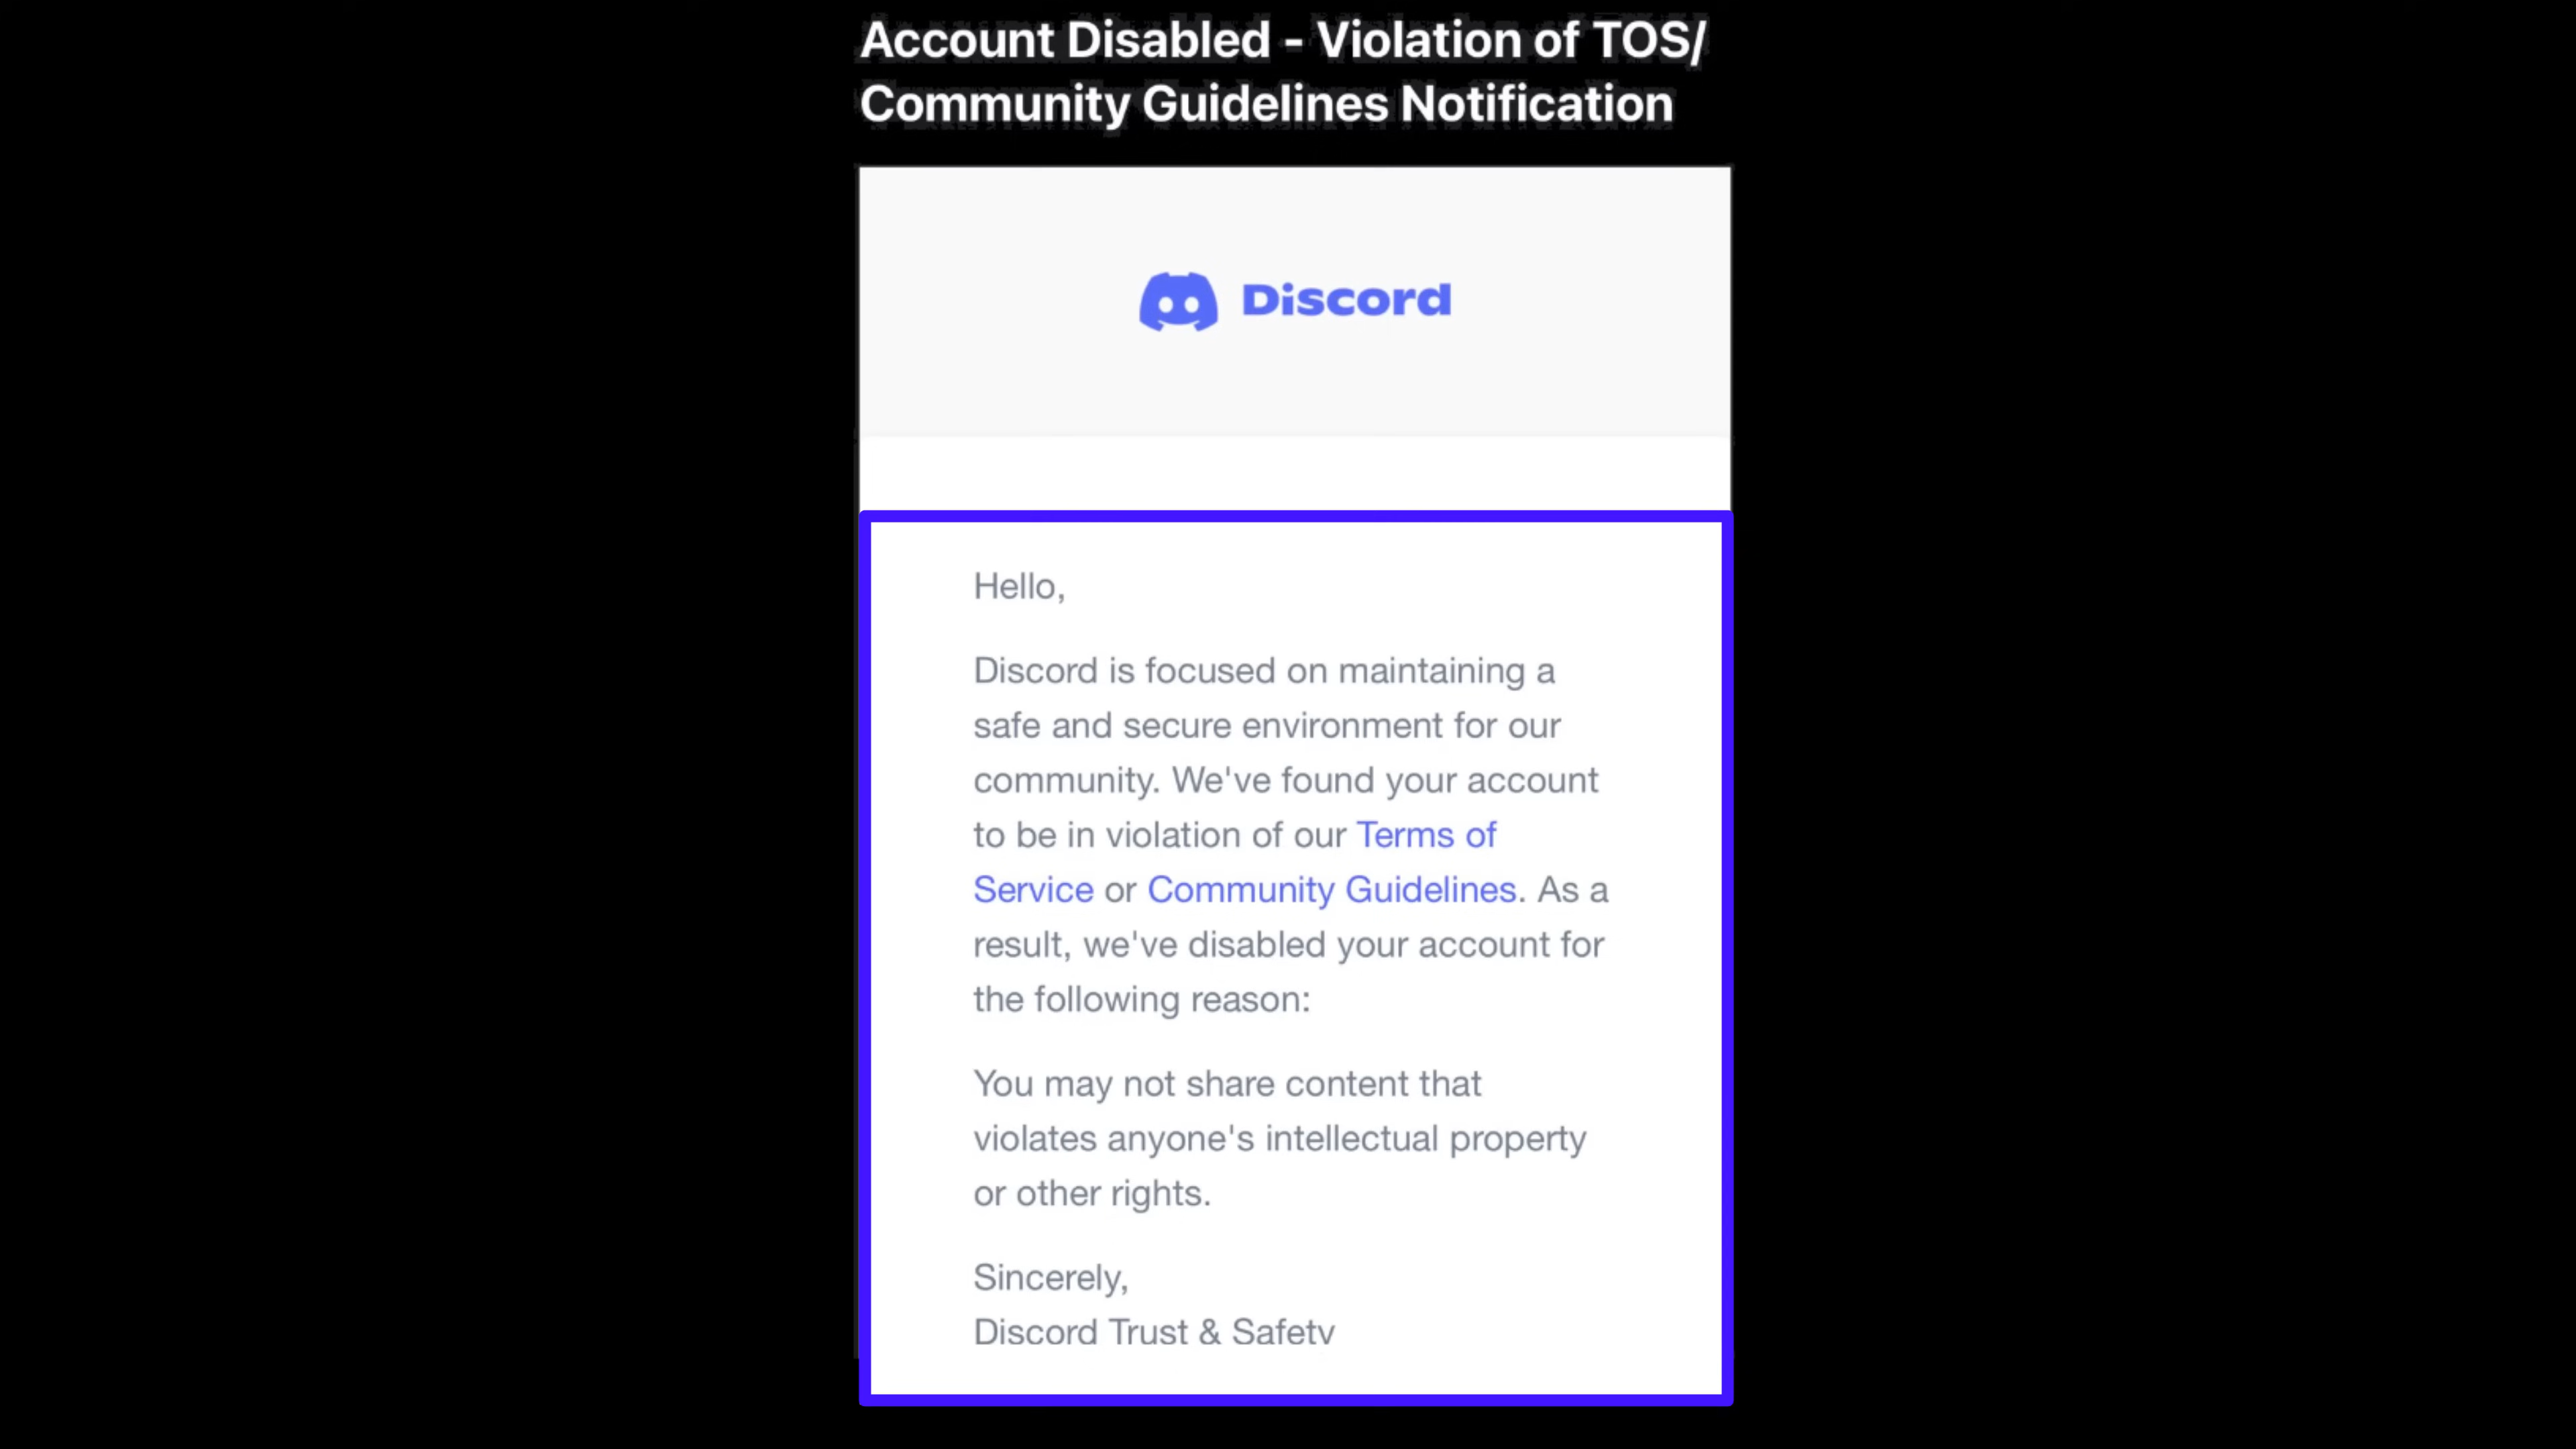 Account Disabled - Violation of TOS/
Community Guidelines Notification
Discord
Hello,
Discord is focused on maintaining a
safe and secure environment for our
community. We've found your account
to be in violation of our Terms of
Service or Community Guidelines. As a
result, we've disabled your account for
the following reason:
You may not share content that
violates anyone's intellectual property
or other rights.
Sincerely,
Discord Trust & Safety